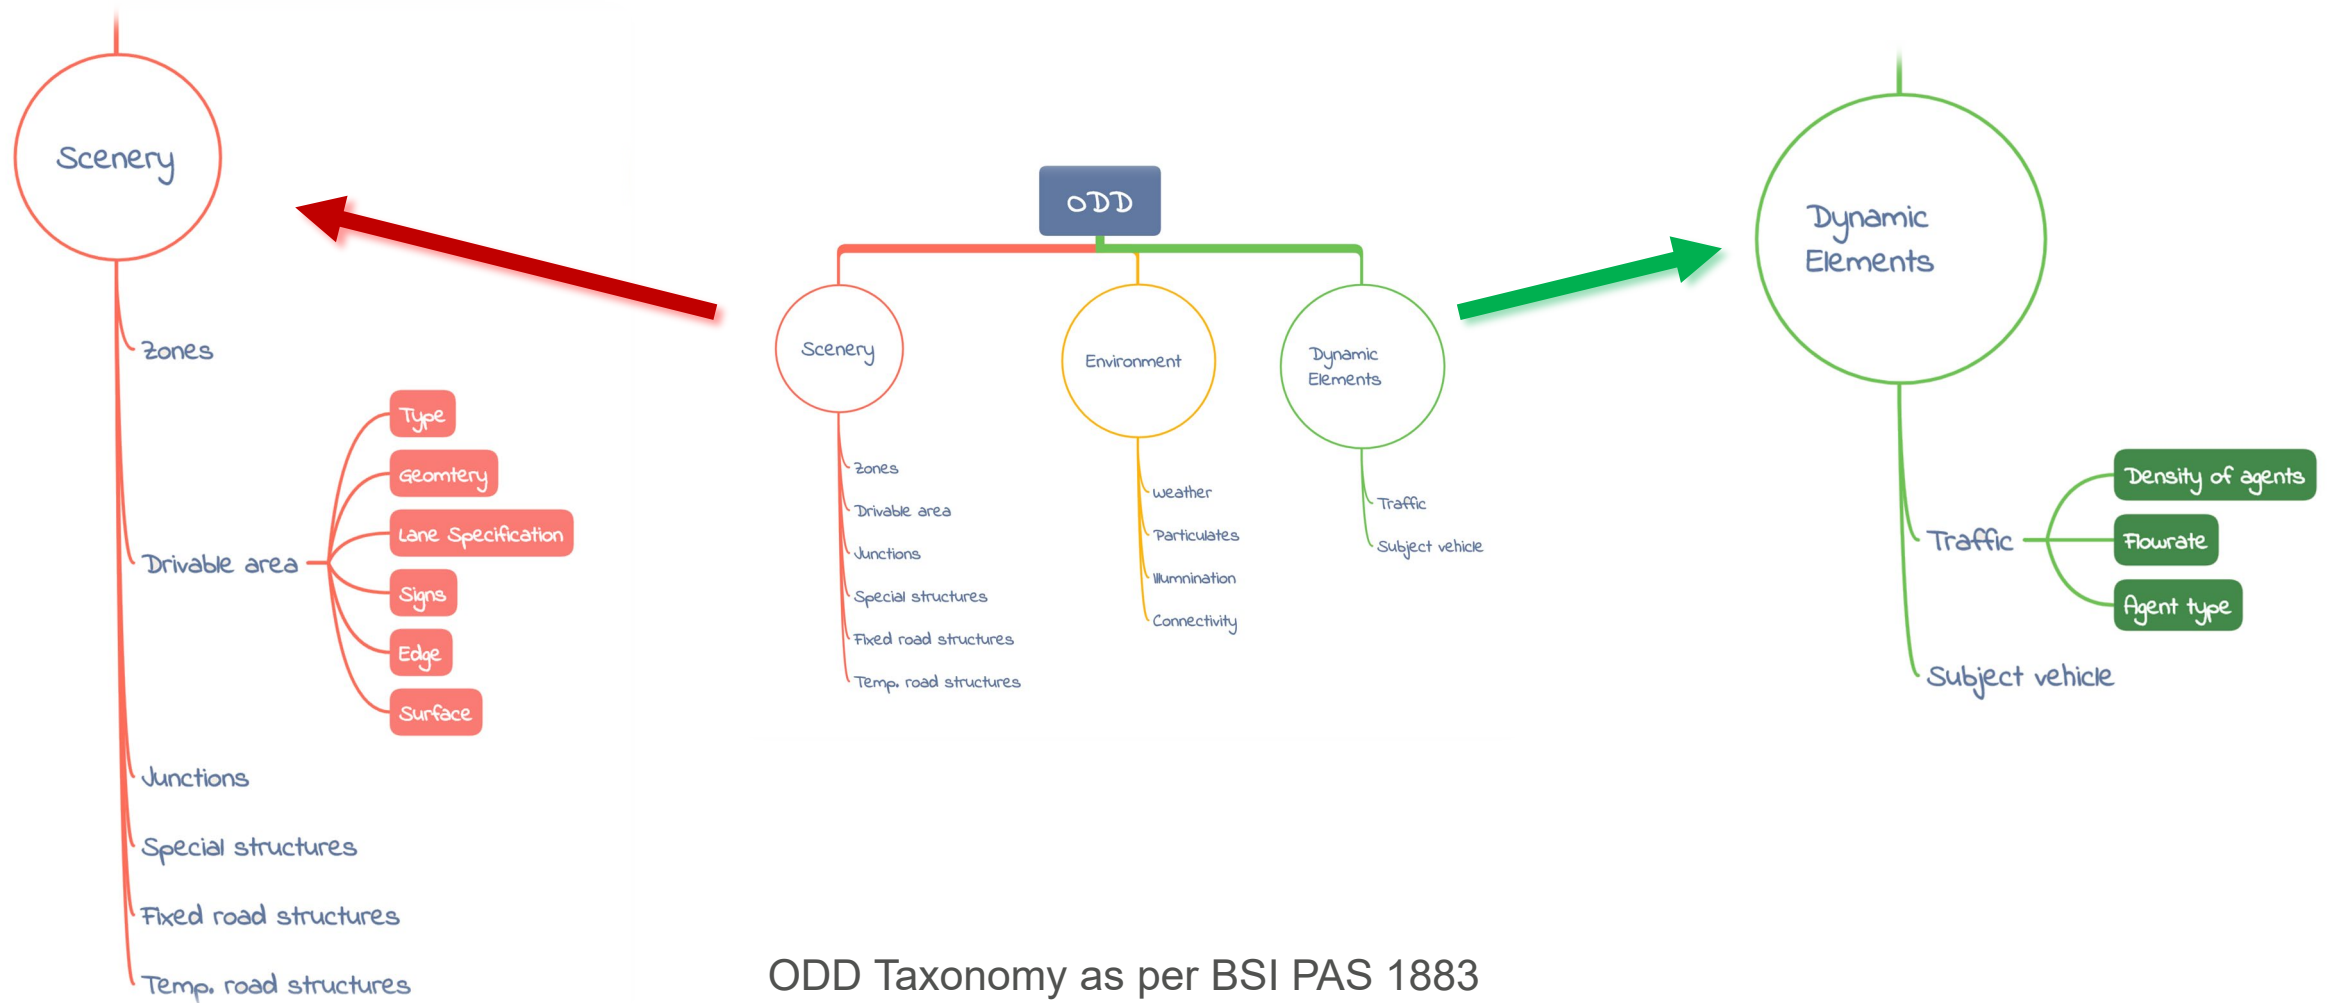 Scenery
Zones
Drivable area
Type
Geomtery
Lane Specification
Signs
Edge
Surface
Junctions
Special structures
Fixed road structures
Temp. road structures
ODD
Scenery
Zones
Drivable area
Junctions
Special structures
Fixed road structures
Temp. road structures
Environment
Weather
Particulates
Illumnination
Connectivity
Dynamic
Elements
Traffic
Subject vehicle
Dynamic
Elements
Traffic
Density of agents
Flowrate
Agent type
Subject vehicle
ODD Taxonomy as per BSI PAS 1883